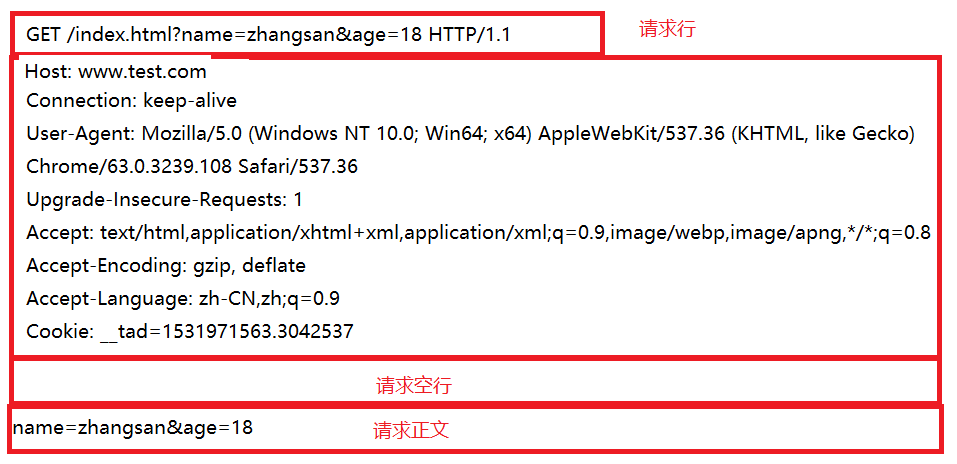 GET /index.html?name=zhangsan&age=18 HTTP/1.1
请求行
Host: www.test.com
Connection: keep-alive
User-Agent: Mozilla/5.0 (Windows NT 10.0; Win64; x64) AppleWebKit/537.36 (KHTML, like Gecko)
Chrome/63.0.3239.108 Safari/537.36
Upgrade-Insecure-Requests: 1
Accept: text/html,application/xhtml+xml,application/xml;q=0.9,image/webp,image/apng,*/*;q=0.8
Accept-Encoding: gzip, deflate
Accept-Language: zh-CN,zh;q=0.9
Cookie: __tad=1531971563.3042537
请求空行
name=zhangsan&age=18
请求正文